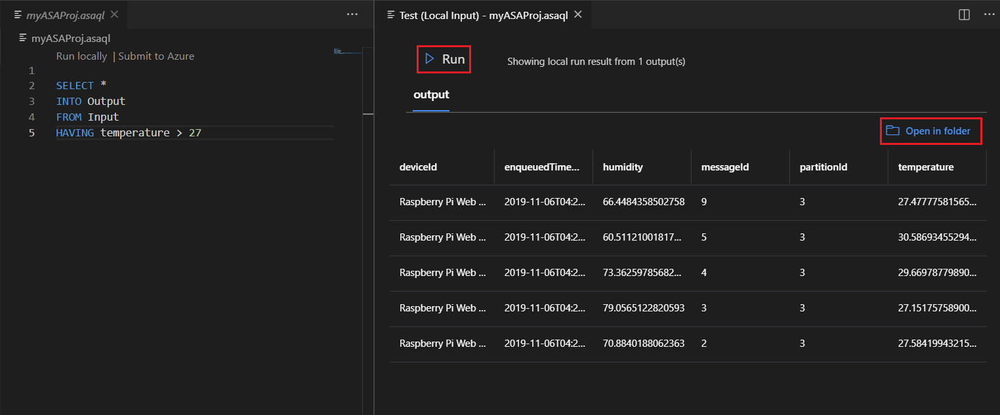 myASAProj.asaql
myASAProj.asaql
Run locally | Submit to Azure
1
2 SELECT *
3 INTO Output
4 FROM Input
5 HAVING temperature > 27
Test (Local Input) - myASAProj.asaql
Run
Showing local run result from 1 output(s)
output
Open in folder
deviceId enqueuedTime... humidity messageId partitionId temperature
Raspberry Pi Web ... 2019-11-06T04:2... 66.4484358502758 9 3 27.47777581565...
Raspberry Pi Web ... 2019-11-06T04:2... 60.51121001817... 5 3 30.58693455294...
Raspberry Pi Web ... 2019-11-06T04:2... 73.36259785682... 4 3 29.66978779890...
Raspberry Pi Web ... 2019-11-06T04:2... 79.0565122820593 3 3 27.15175758900...
Raspberry Pi Web ... 2019-11-06T04:2... 70.8840188062363 2 3 27.58419943215...